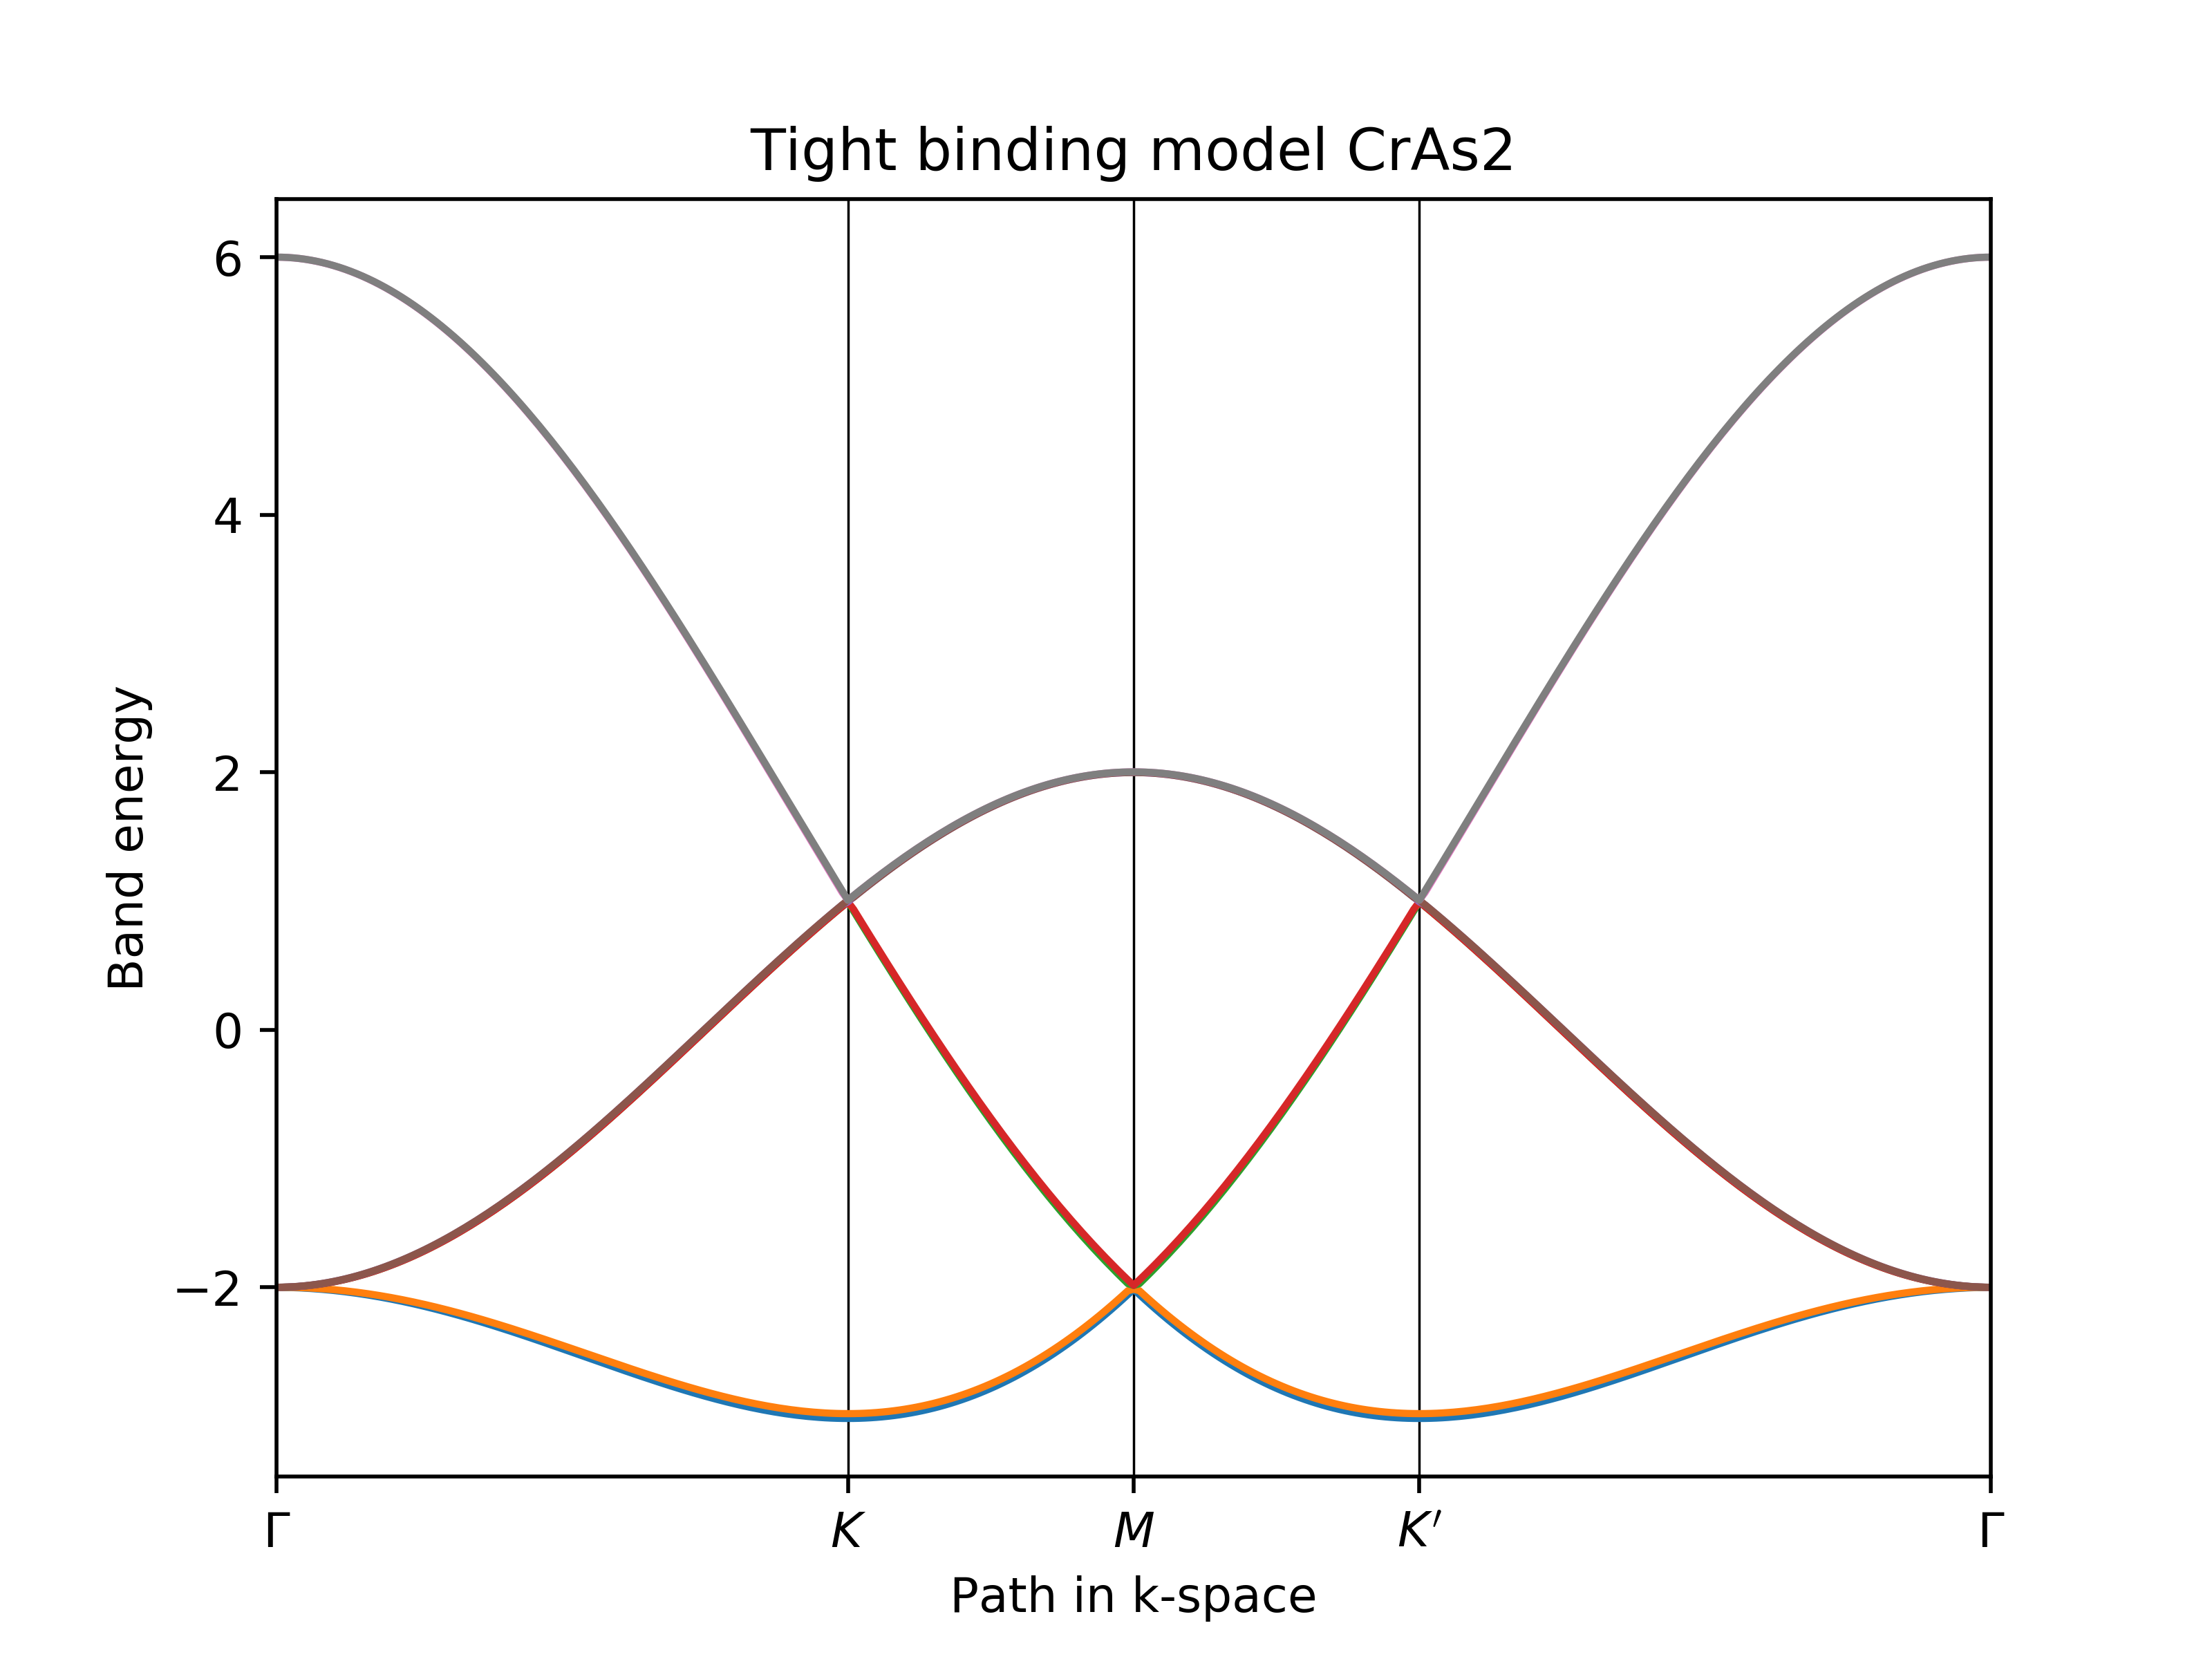 Tight binding model CrAs2
6
4
2
0
−2
Band energy
Γ K M K′ Γ
Path in k-space